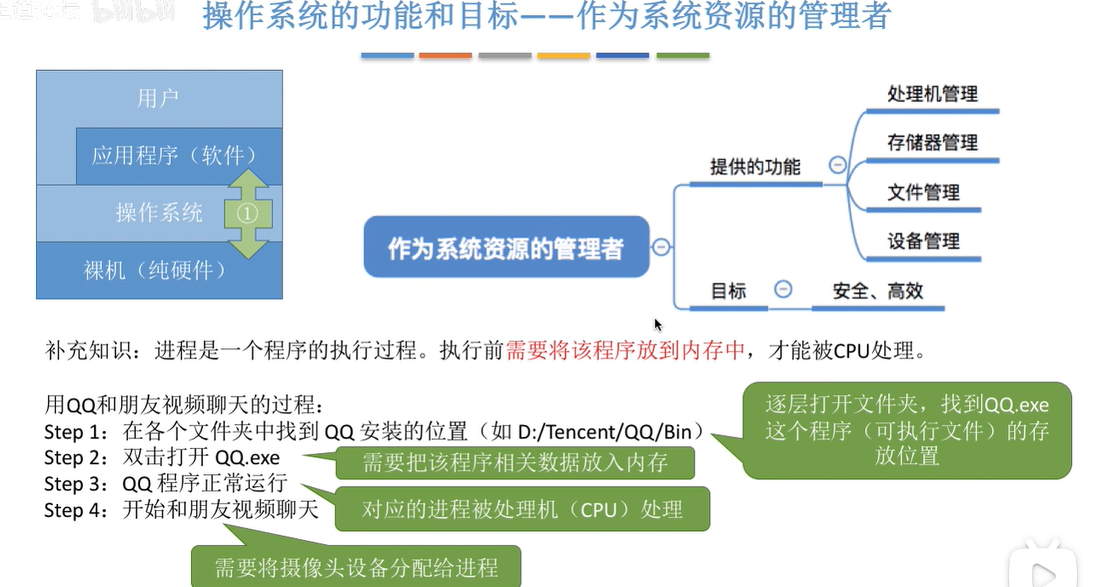 操作系统的功能和目标——作为系统资源的管理者
用户
应用程序（软件）
操作系统
①
裸机（纯硬件）
作为系统资源的管理者
提供的功能
处理机管理
存储器管理
文件管理
设备管理
目标
安全、高效
补充知识：进程是一个程序的执行过程。执行前需要将该程序放到内存中，才能被CPU处理。
用QQ和朋友视频聊天的过程：
Step 1：在各个文件夹中找到 QQ 安装的位置（如 D:/Tencent/QQ/Bin）
逐层打开文件夹，找到QQ.exe
这个程序（可执行文件）的存
放位置
Step 2：双击打开 QQ.exe
需要把该程序相关数据放入内存
Step 3：QQ 程序正常运行
对应的进程被处理机（CPU）处理
Step 4：开始和朋友视频聊天
需要将摄像头设备分配给进程